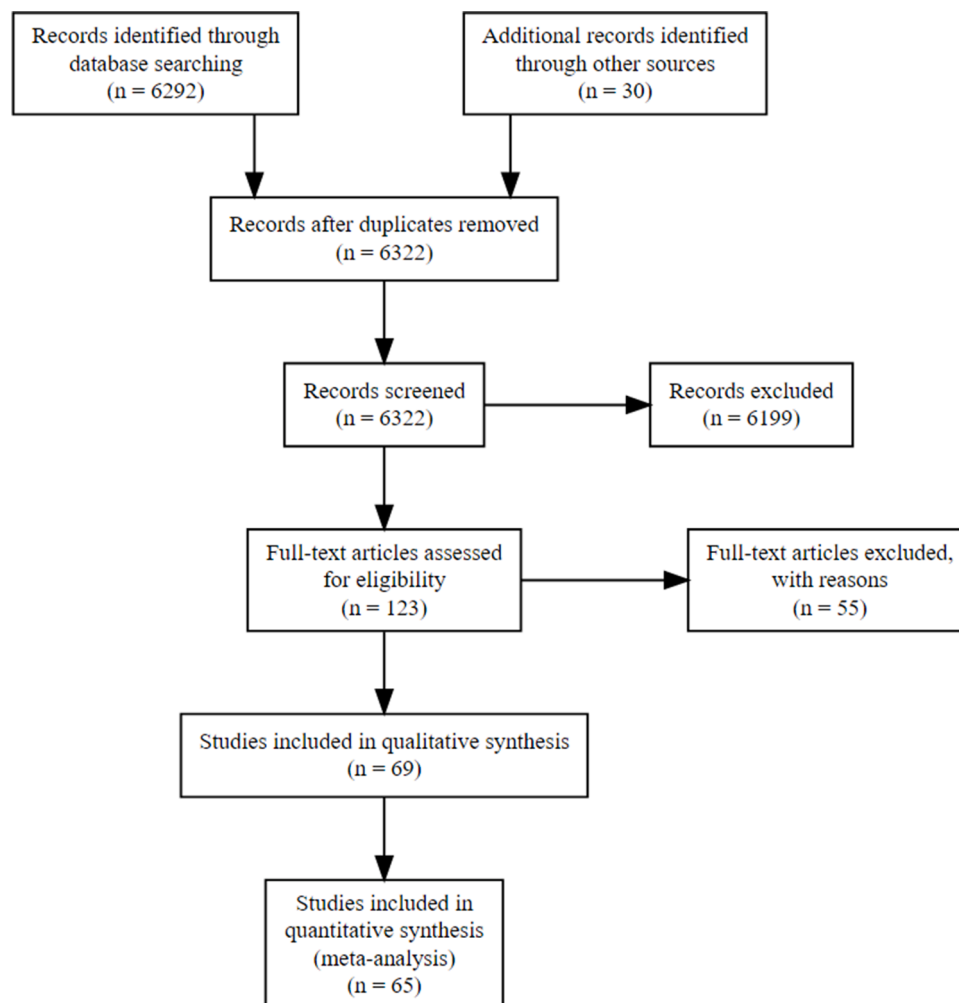 Records identified through
database searching
(n = 6292)
Additional records identified
through other sources
(n = 30)
Records after duplicates removed
(n = 6322)
Records screened
(n = 6322)
Records excluded
(n = 6199)
Full-text articles assessed
for eligibility
(n = 123)
Full-text articles excluded,
with reasons
(n = 55)
Studies included in qualitative synthesis
(n = 69)
Studies included in
quantitative synthesis
(meta-analysis)
(n = 65)